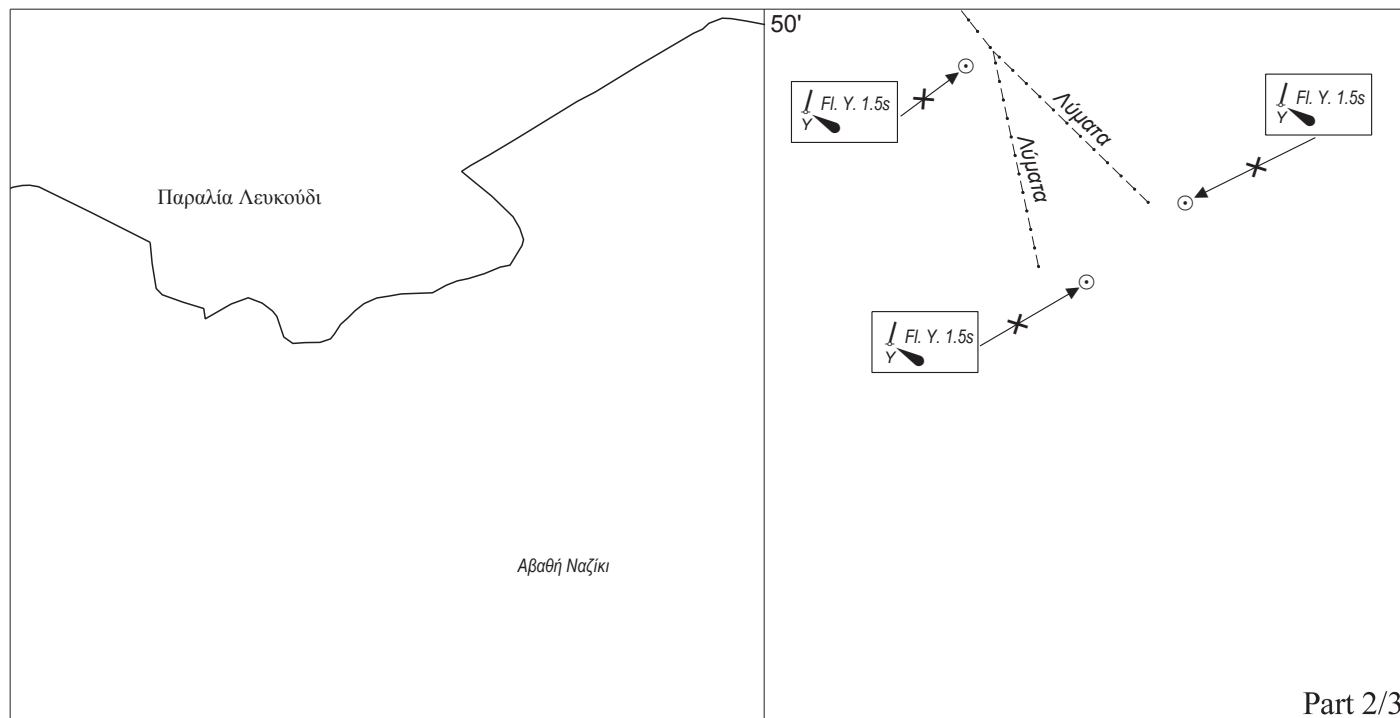 50'
Fl. Y. 1.5s
Y
Fl. Y. 1.5s
Y
Λύματα
Λύματα
Παραλία Λευκούδι
Fl. Y. 1.5s
Y
Αβαθή Ναζίκι
Part 2/3